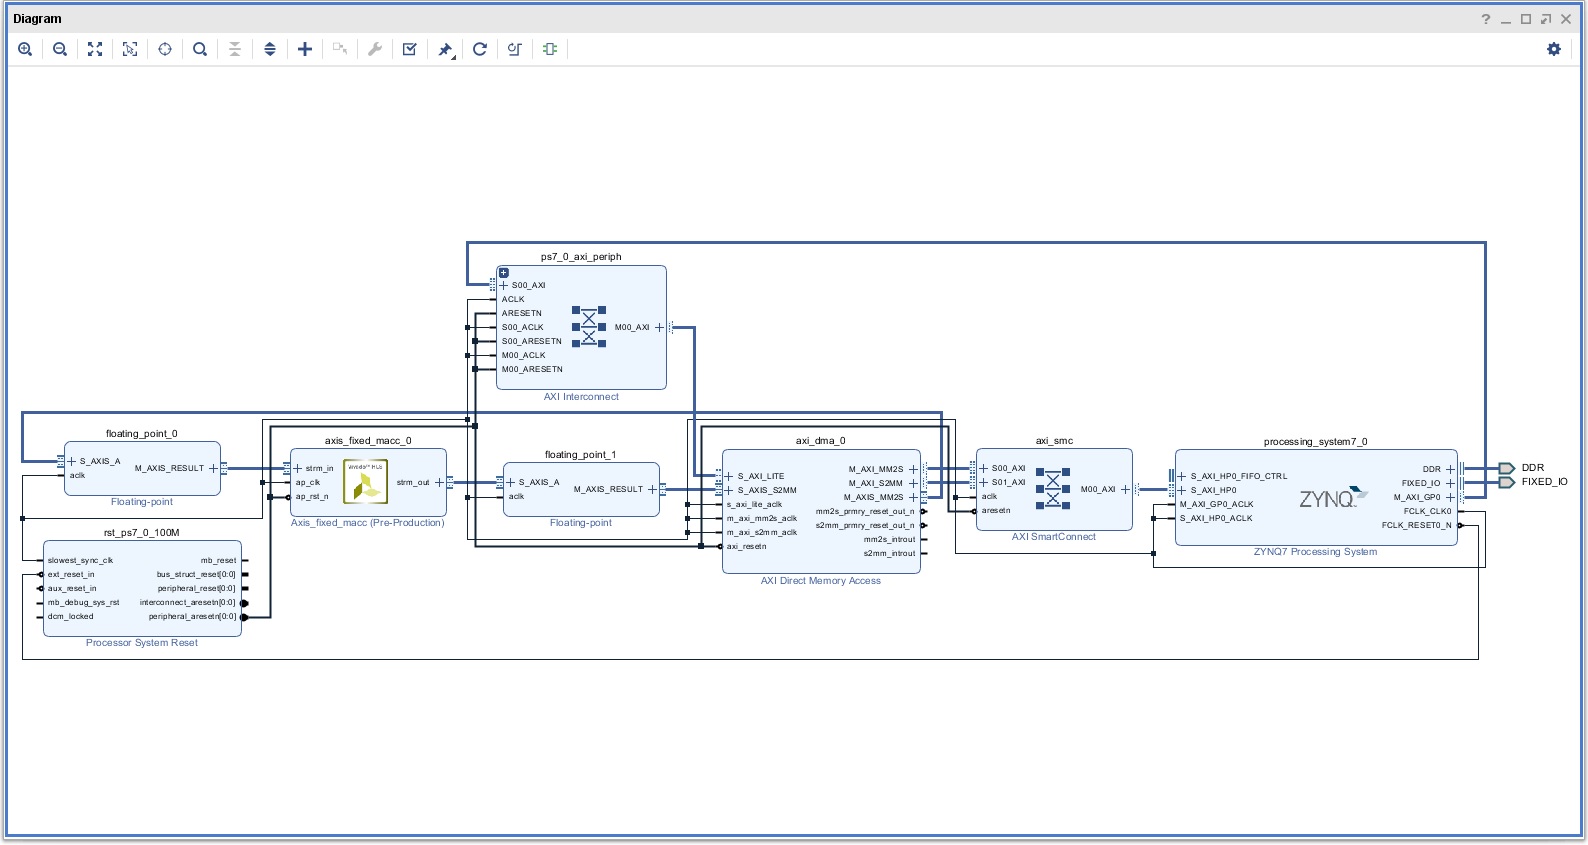 Diagram
ps7_0_axi_periph
S00_AXI
ACLK
ARESETN
S00_ACLK
M00_AXI
S00_ARESETN
M00_ACLK
M00_ARESETN
AXI Interconnect
floating_point_0
S_AXIS_A
M_AXIS_RESULT
aclk
Floating-point
axis_fixed_macc_0
strm_in
ap_clk
strm_out
ap_rst_n
Axis_fixed_macc (Pre-Production)
floating_point_1
S_AXIS_A
M_AXIS_RESULT
aclk
Floating-point
axi_dma_0
M_AXI_MM2S
S_AXI_LITE
M_AXI_S2MM
S_AXIS_S2MM
M_AXIS_MM2S
s_axi_lite_aclk
mm2s_prmry_reset_out_n
m_axi_mm2s_aclk
s2mm_prmry_reset_out_n
m_axi_s2mm_aclk
mm2s_introut
axi_resetn
s2mm_introut
AXI Direct Memory Access
axi_smc
S00_AXI
S01_AXI
M00_AXI
aclk
aresetn
AXI SmartConnect
processing_system7_0
DDR
S_AXI_HP0_FIFO_CTRL
FIXED_IO
S_AXI_HP0
M_AXI_GP0
M_AXI_GP0_ACLK
ZYNQ
FCLK_CLK0
S_AXI_HP0_ACLK
FCLK_RESET0_N
ZYNQ7 Processing System
DDR
FIXED_IO
rst_ps7_0_100M
slowest_sync_clk
mb_reset
ext_reset_in
bus_struct_reset[0:0]
aux_reset_in
peripheral_reset[0:0]
mb_debug_sys_rst
interconnect_aresetn[0:0]
dcm_locked
peripheral_aresetn[0:0]
Processor System Reset